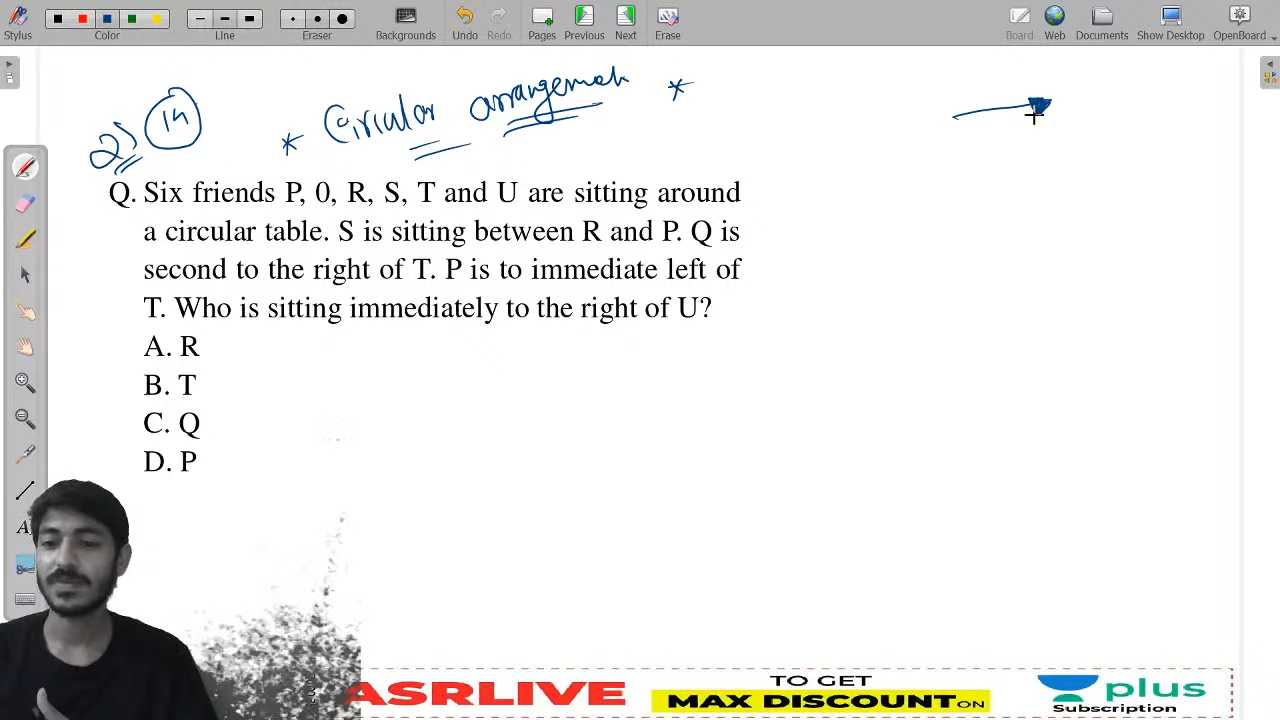 Stylus Color Line Eraser Backgrounds Undo Redo Pages Previous Next Erase Board Web Documents Show Desktop OpenBoard
2) 14 * Circular arrangement *
Q. Six friends P, 0, R, S, T and U are sitting around
a circular table. S is sitting between R and P. Q is
second to the right of T. P is to immediate left of
T. Who is sitting immediately to the right of U?
A. R
B. T
C. Q
D. P
ASRLIVE
TO GET
MAX DISCOUNT ON
plus
Subscription